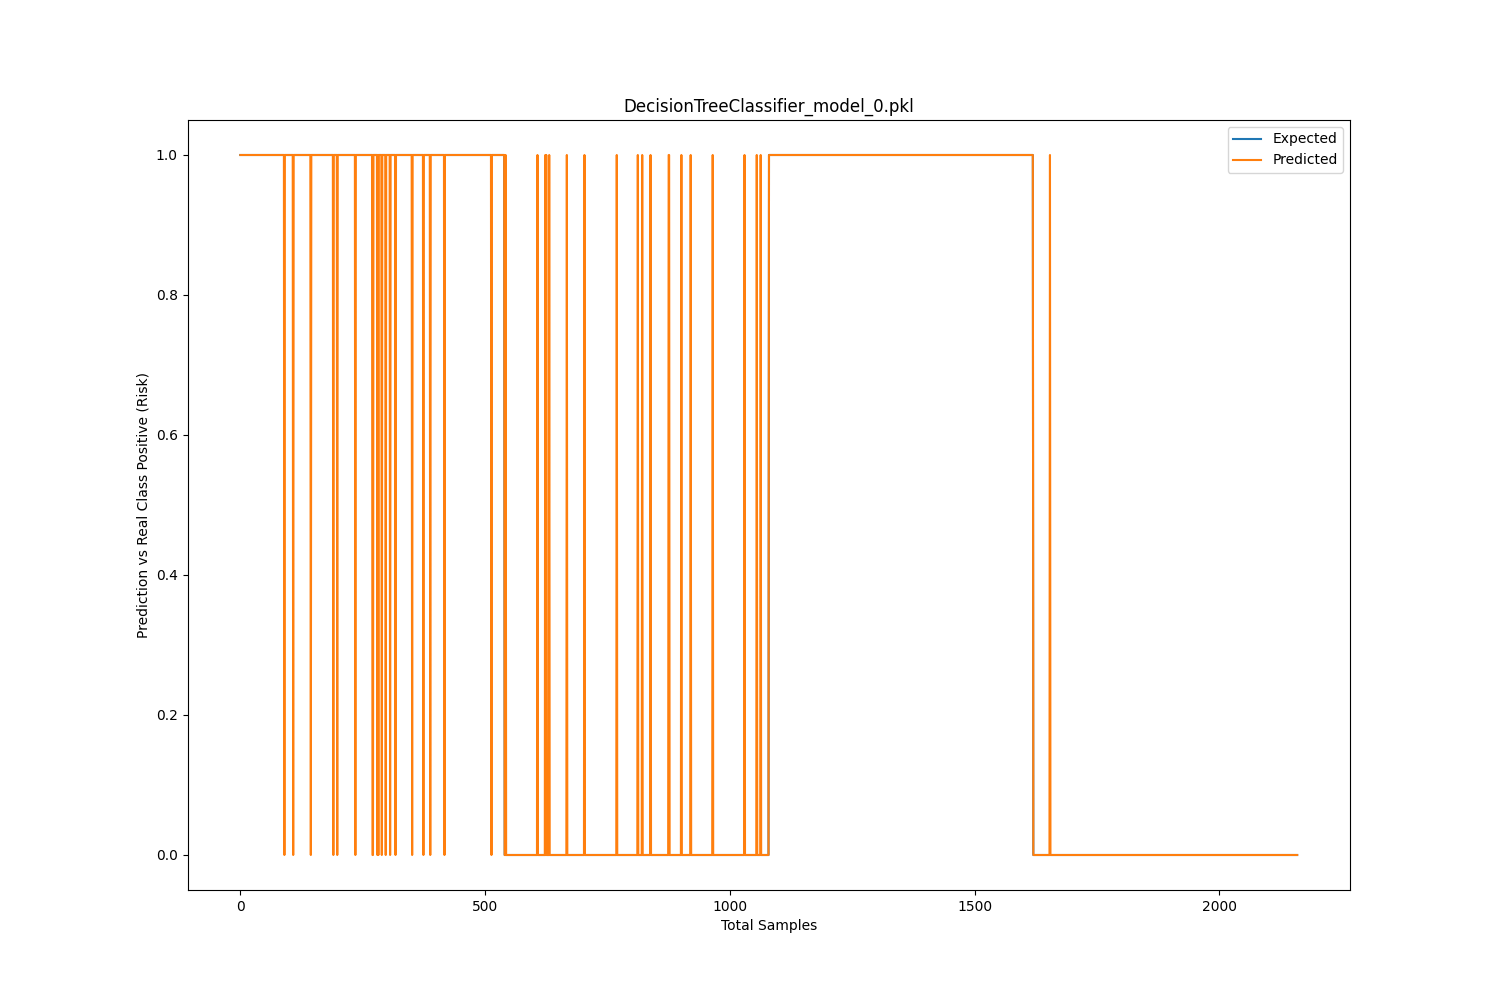 DecisionTreeClassifier_model_0.pkl
Expected
Predicted
1.0
0.8
0.6
0.4
0.2
0.0
Prediction vs Real Class Positive (Risk)
0 500 1000 1500 2000
Total Samples